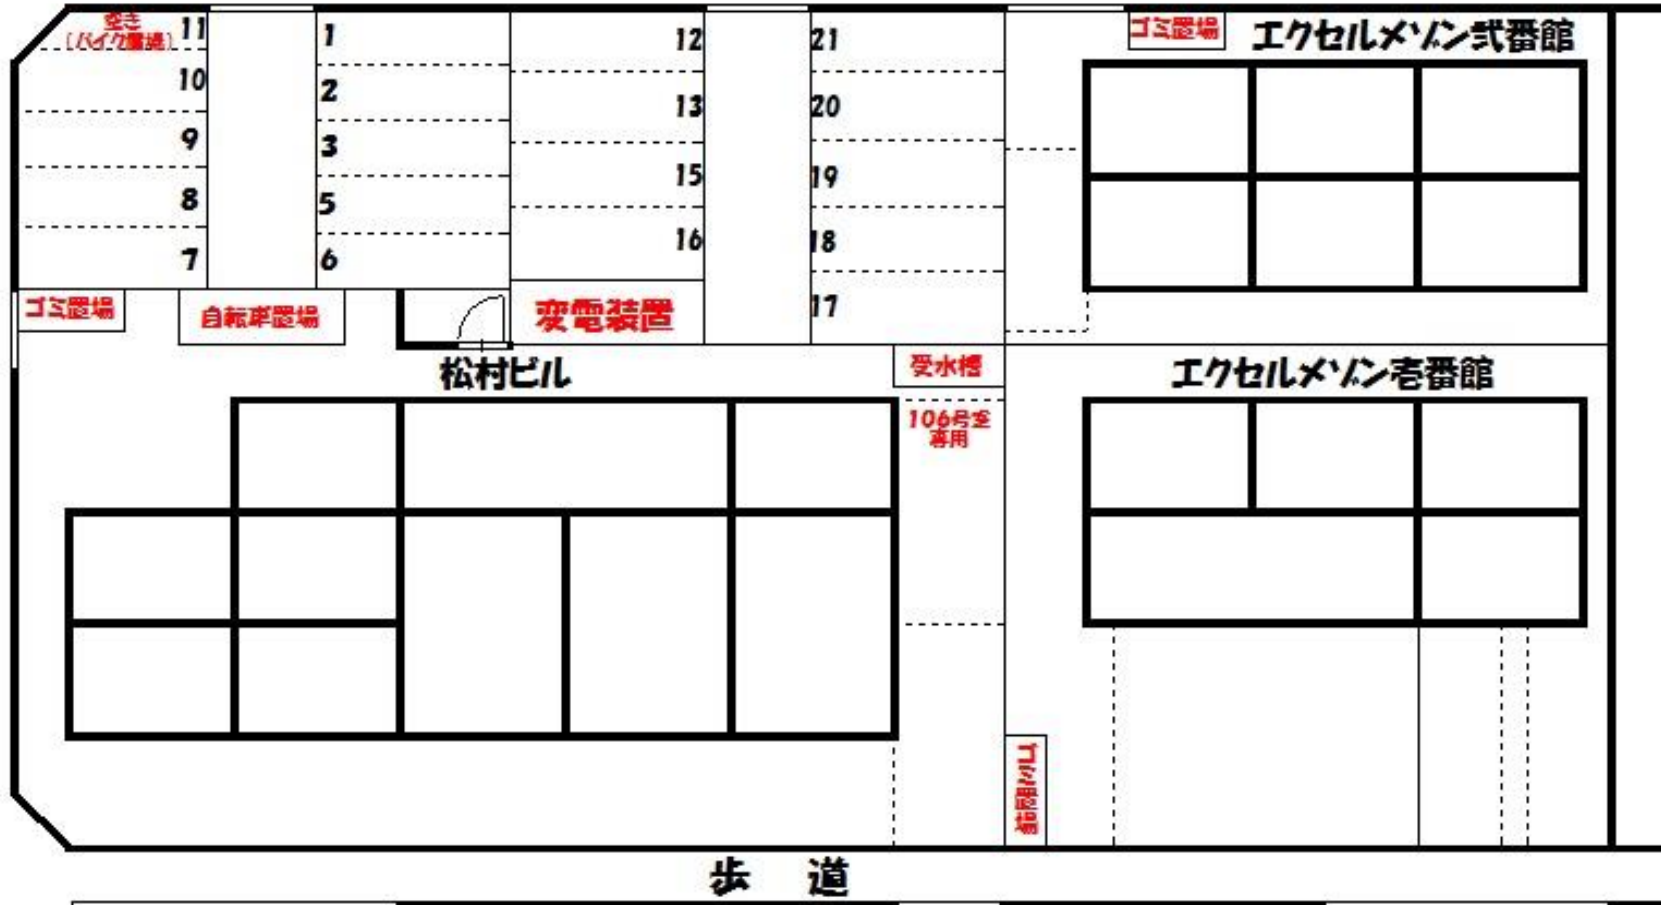 空き
(バイク置場)
11
10
9
8
7
1
2
3
5
6
12
13
15
16
21
20
19
18
17
ゴミ置場
エクセルメゾン弐番館
ゴミ置場
自転車置場
変電装置
松村ビル
受水槽
106号室
専用
エクセルメゾン壱番館
ゴミ置場
歩 道